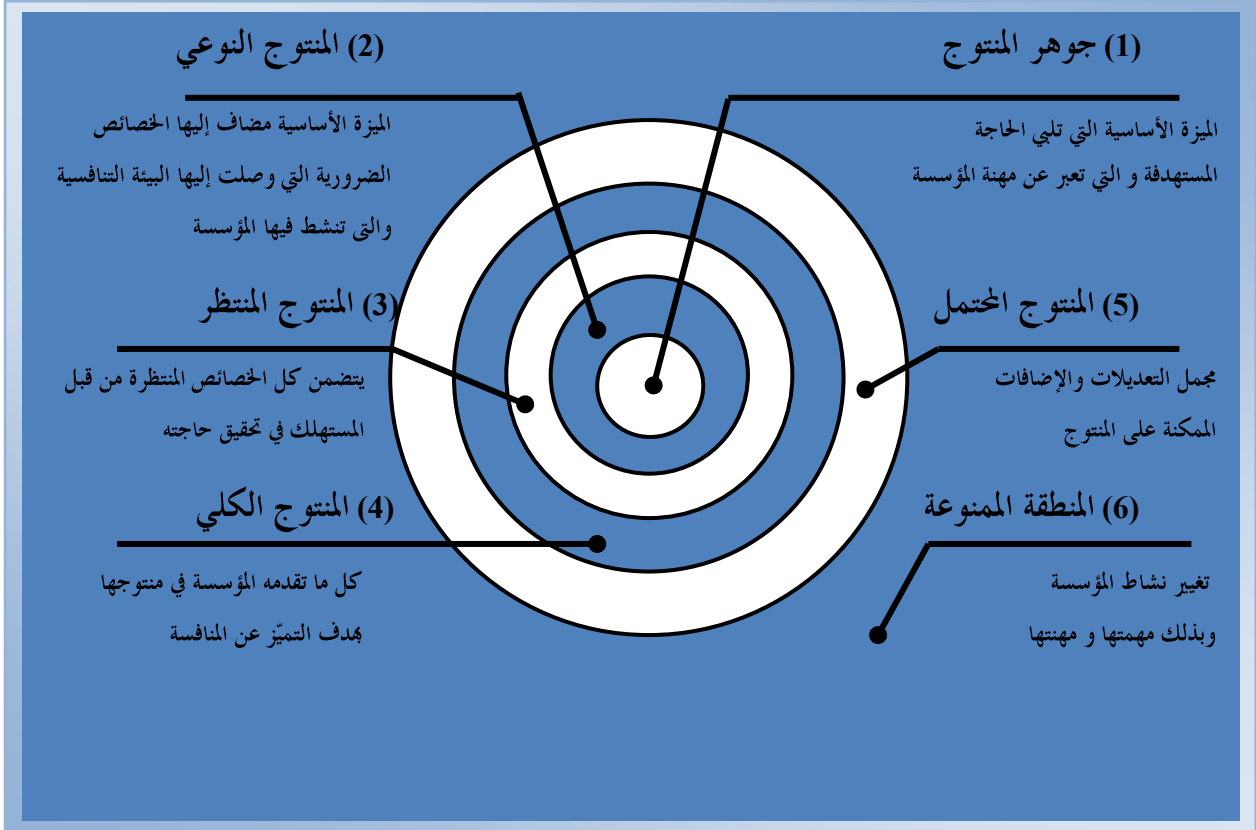 (1) جوهر المنتوج
الميزة الأساسية التي تلبي الحاجة
المستهدفة و التي تعبر عن مهنة المؤسسة
(2) المنتوج النوعي
الميزة الأساسية مضاف إليها الخصائص
الضرورية التي وصلت إليها البيئة التنافسية
والتى تنشط فيها المؤسسة
(3) المنتوج المنتظر
يتضمن كل الخصائص المنتظرة من قبل
المستهلك في تحقيق حاجته
(4) المنتوج الكلي
كل ما تقدمه المؤسسة في منتوجها
بهدف التميّز عن المنافسة
(5) المنتوج المحتمل
مجمل التعديلات والإضافات
الممكنة على المنتوج
(6) المنطقة الممنوعة
تغيير نشاط المؤسسة
وبذلك مهمتها و مهنتها